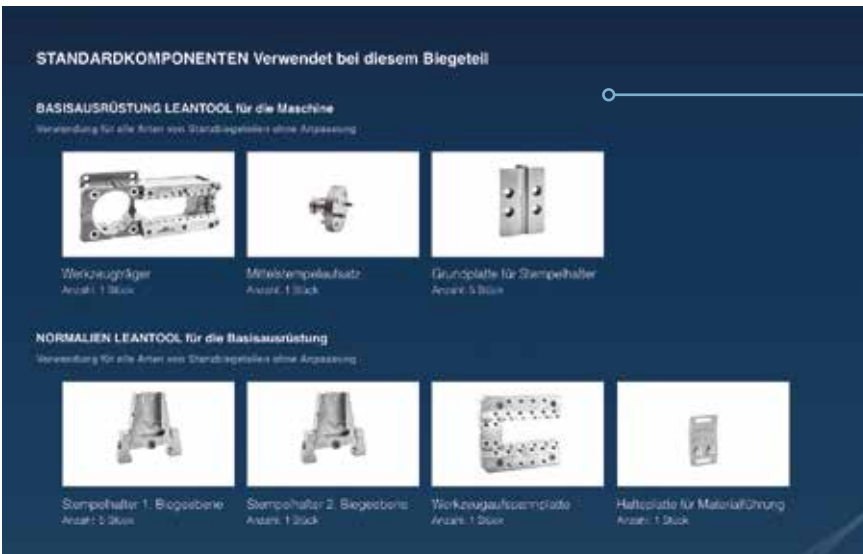 STANDARDKOMPONENTEN Verwendet bei diesem Biegeteil
BASISAUSRÜSTUNG LEANTOOL für die Maschine
Verwendung für alle Arten von Stanzbiegeteilen ohne Anpassung
Werkzeugträger
Anzahl: 1 Stück
Mittelstempelaufsatz
Anzahl: 1 Stück
Grundplatte für Stempelhalter
Anzahl: 5 Stück
NORMALIEN LEANTOOL für die Basisausrüstung
Verwendung für alle Arten von Stanzbiegeteilen ohne Anpassung
Stempelhalter 1. Biegeebene
Anzahl: 5 Stück
Stempelhalter 2. Biegeebene
Anzahl: 1 Stück
Werkzeugaufspannplatte
Anzahl: 1 Stück
Halteplatte für Materialführung
Anzahl: 1 Stück